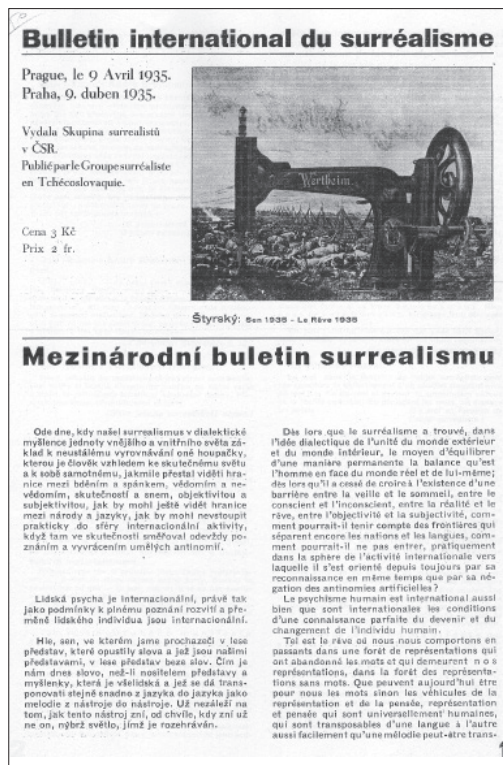 Bulletin international du surréalisme
Prague, le 9 Avril 1935.
Praha, 9. duben 1935.
Vydala Skupina surrealistů
v ČSR.
Publié par le Groupe surréaliste
en Tchécoslovaquie.
Cena 3 Kč
Prix 2 fr.
Wertheim
Štyrský: Sen 1935 - Le Rêve 1935
Mezinárodní buletin surrealismu
Ode dne, kdy našel surrealismus v dialektické
myšlence jednoty vnějšího a vnitřního světa zá-
klad k neustálému vyrovnávání oné houpačky,
kterou je člověk vzhledem ke skutečnému světu
a k sobě samotnému, jakmile přestal viděti hra-
nice mezi bděním a spánkem, vědomím a ne-
vědomím, skutečností a snem, objektivitou a
subjektivitou, jak by mohl ještě vidět hranice
mezi národy a jazyky, jak by mohl nevstoupit
prakticky do sféry internacionální aktivity,
když tam ve skutečnosti směřoval odevždy po-
znáním a vyvrácením umělých antinomií.
Lidská psycha je internacionální, právě tak
jako podmínky k plnému poznání rozvití a pře-
měně lidského individua jsou internacionální.
Hle, sen, ve kterém jsme procházeči v lese
představ, které opustily slova a jež jsou našimi
představami, v lese představ beze slov. Čím je
nám dnes slovo, než-li nositelem představy a
myšlenky, která je všelidská a jež se dá trans-
ponovati stejně snadno z jazyka do jazyka jako
melodie z nástroje do nástroje. Už nezáleží na
tom, jak tento nástroj zní, od chvíle, kdy zní už
ne on, nýbrž světlo, jímž je rozehráván.
Dès lors que le surréalisme a trouvé, dans
l'idée dialectique de l'unité du monde extérieur
et du monde intérieur, le moyen d'équilibrer
d'une manière permanente la balance qu'est
l'homme en face du monde réel et de lui-même;
dès lors qu'il a cessé de croire à l'existence d'une
barrière entre la veille et le sommeil, entre le
conscient et l'inconscient, entre la réalité et le
rêve, entre l'objectivité et la subjectivité, com-
ment pourrait-il tenir compte des frontières qui
séparent encore les nations et les langues, com-
ment pourrait-il ne pas entrer, pratiquement
dans la sphère de l'activité internationale vers
laquelle il s'est orienté depuis toujours par sa
reconnaissance en même temps que par sa né-
gation des antinomies artificielles?
Le psychisme humain est international aussi
bien que sont internationales les conditions
d'une connaissance parfaite du devenir et du
changement de l'individu humain.
Tel est le rêve où nous nous comportons en
passants dans une forêt de représentations qui
ont abandonné les mots et qui demeurent nos
représentations, dans la forêt des représenta-
tions sans mots. Que peuvent aujourd'hui être
pour nous les mots sinon les véhicules de la
représentation et de la pensée, représentation
et pensée qui sont universellement humaines,
qui sont transposables d'une langue à l'autre
aussi facilement qu'une mélodie peut-être trans-
1